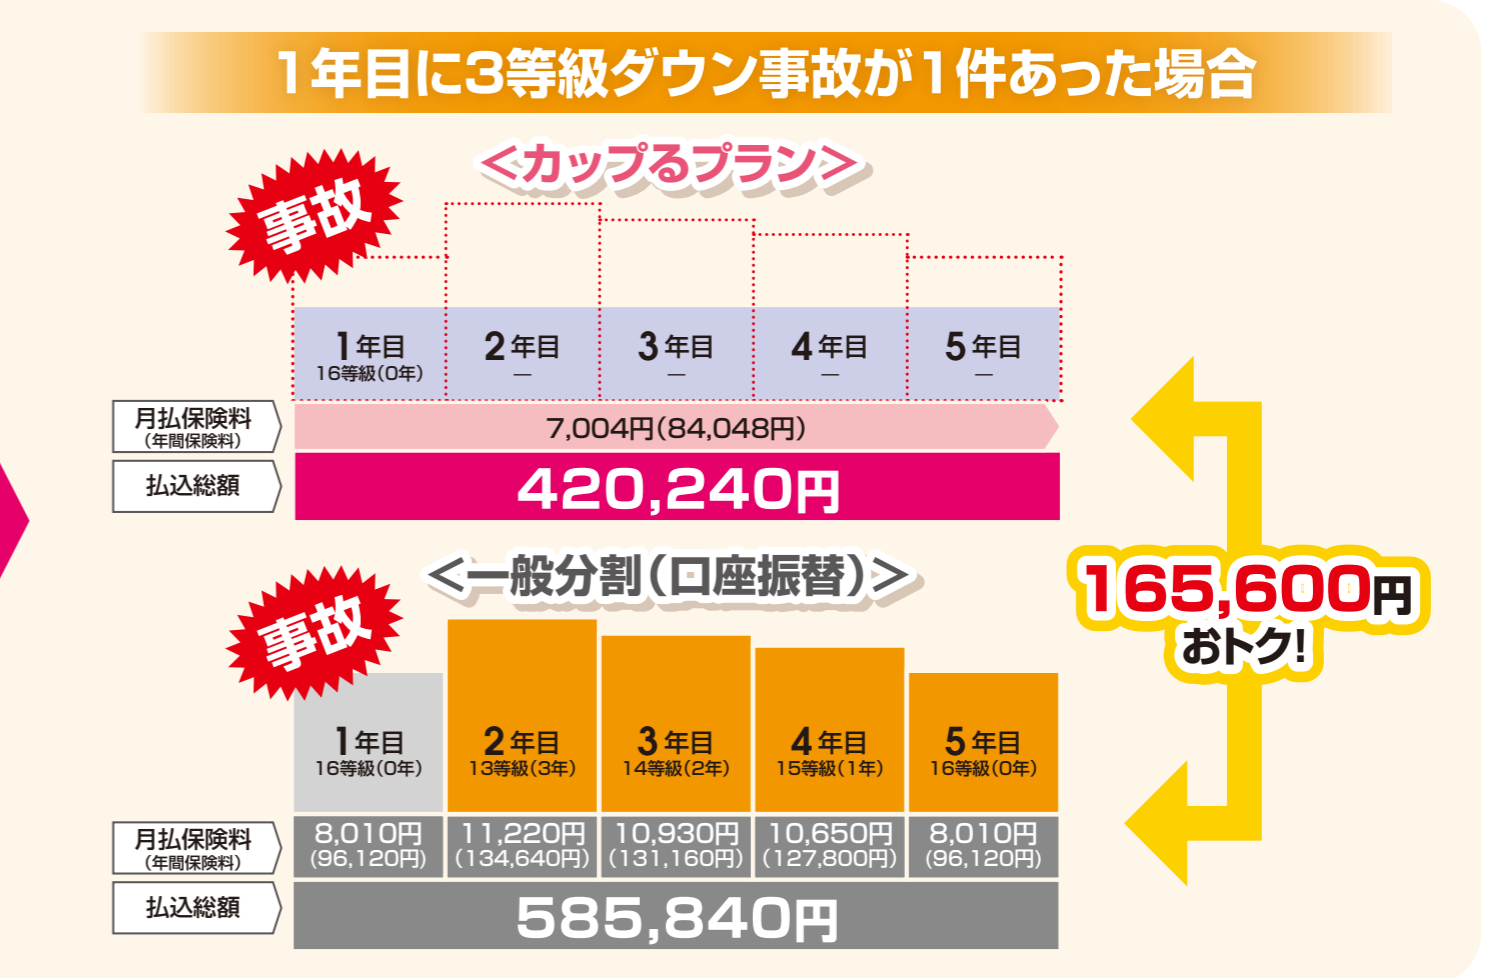 1年目に3等級ダウン事故が1件あった場合
<カップるプラン>
事故
1年目
16等級(0年)
2年目
—
3年目
—
4年目
—
5年目
—
月払保険料
(年間保険料)
7,004円(84,048円)
払込総額
420,240円
<一般分割(口座振替)>
事故
1年目
16等級(0年)
2年目
13等級(3年)
3年目
14等級(2年)
4年目
15等級(1年)
5年目
16等級(0年)
月払保険料
(年間保険料)
8,010円
(96,120円)
11,220円
(134,640円)
10,930円
(131,160円)
10,650円
(127,800円)
8,010円
(96,120円)
払込総額
585,840円
165,600円
おトク!